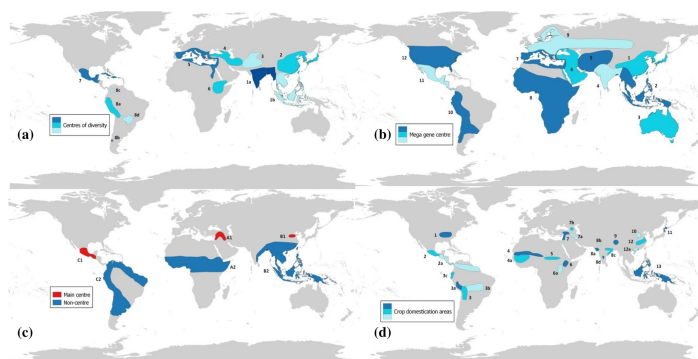 (a)
4
3
2
5
7
6
1a
1b
8c
8a
8d
8b
Centres of diversity
(b)
9
12
7
6
5
1
11
4
2
8
10
3
Mega gene centre
(c)
A1
B1
C1
A2
B2
C2
Main centre
Non-centre
(d)
1
7b
7
7a
9
10
11
8b
2
4
8a
12
2a
4a
5
8d
8c
12a
6
3c
6a
13
3a
3b
3
Crop domestication areas